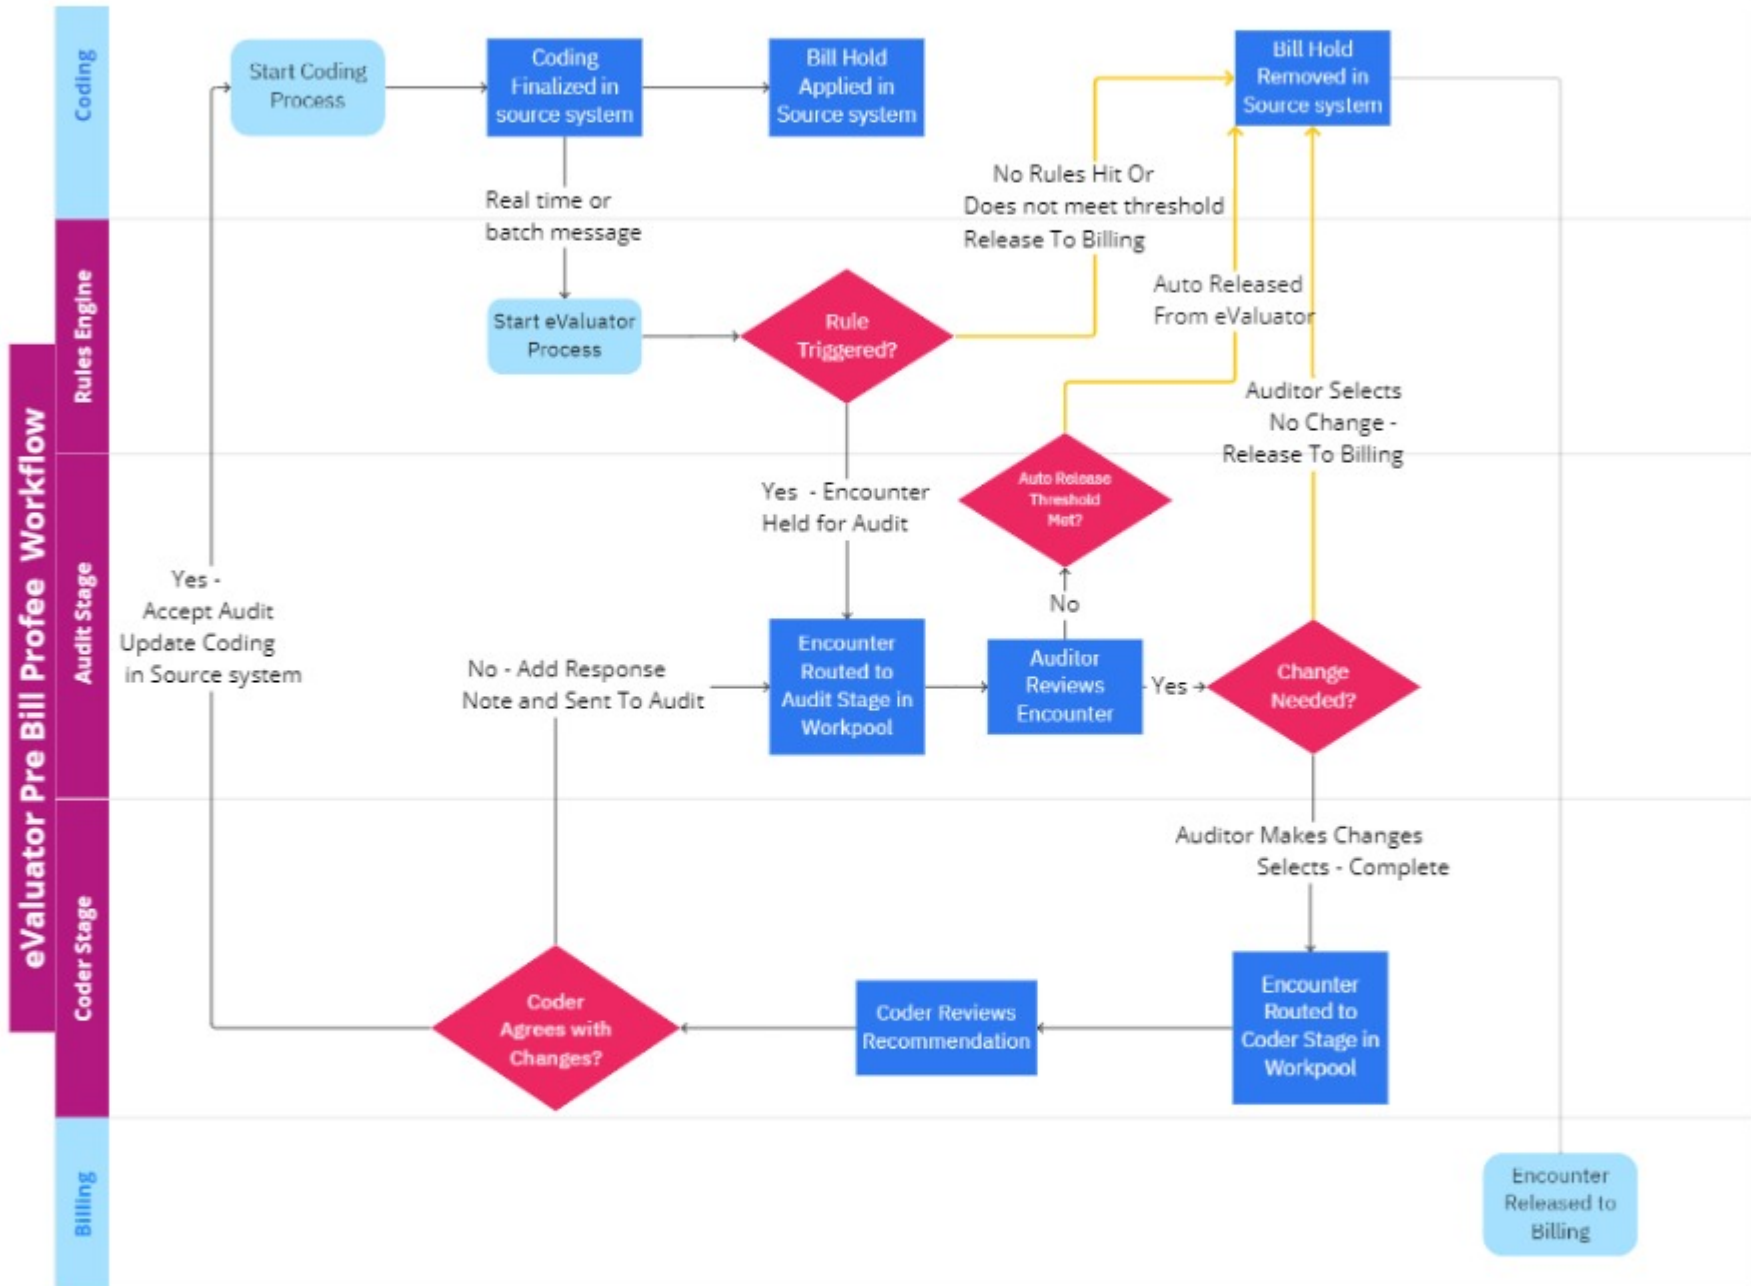 eValuator Pre Bill Profee Workflow
Coding
Start Coding
Process
Coding
Finalized in
source system
Bill Hold
Applied in
Source system
Bill Hold
Removed in
Source system
Real time or
batch message
No Rules Hit Or
Does not meet threshold
Release To Billing
Rules Engine
Start eValuator
Process
Rule
Triggered?
Auto Released
From eValuator
Auditor Selects
No Change -
Release To Billing
Audit Stage
Yes - Encounter
Held for Audit
Auto Release
Threshold
Met?
No
Yes -
Accept Audit
Update Coding
in Source system
No - Add Response
Note and Sent To Audit
Encounter
Routed to
Audit Stage in
Workpool
Auditor
Reviews
Encounter
Yes
Change
Needed?
Coder Stage
Auditor Makes Changes
Selects - Complete
Coder
Agrees with
Changes?
Coder Reviews
Recommendation
Encounter
Routed to
Coder Stage in
Workpool
Billing
Encounter
Released to
Billing